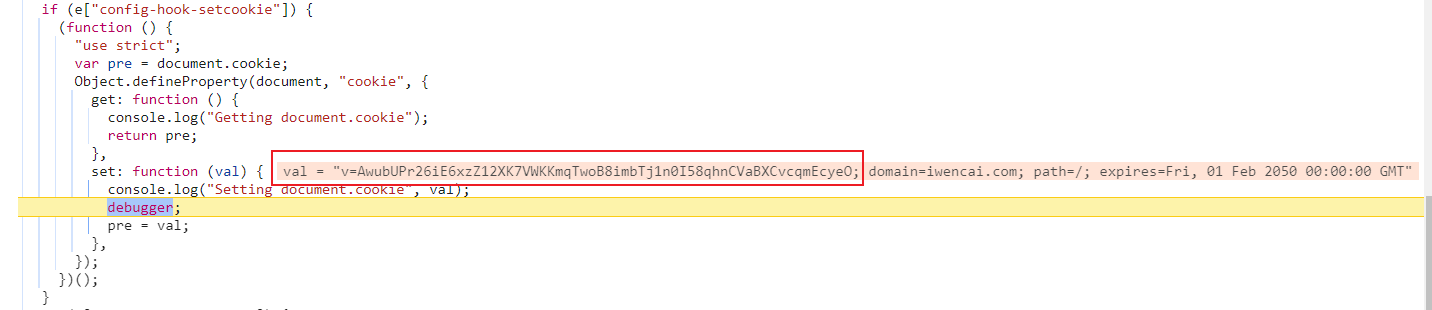 if (e["config-hook-setcookie"]) {
(function () {
"use strict";
var pre = document.cookie;
Object.defineProperty(document, "cookie", {
get: function () {
console.log("Getting document.cookie");
return pre;
},
set: function (val) { val = "v=AwubUPr26iE6xzZ12XK7VWKKmqTwoB8imbTj1n0I58qhnCVaBXCvcqmEcyeO; domain=iwencai.com; path=/; expires=Fri, 01 Feb 2050 00:00:00 GMT"
console.log("Setting document.cookie", val);
debugger;
pre = val;
},
});
})();
}